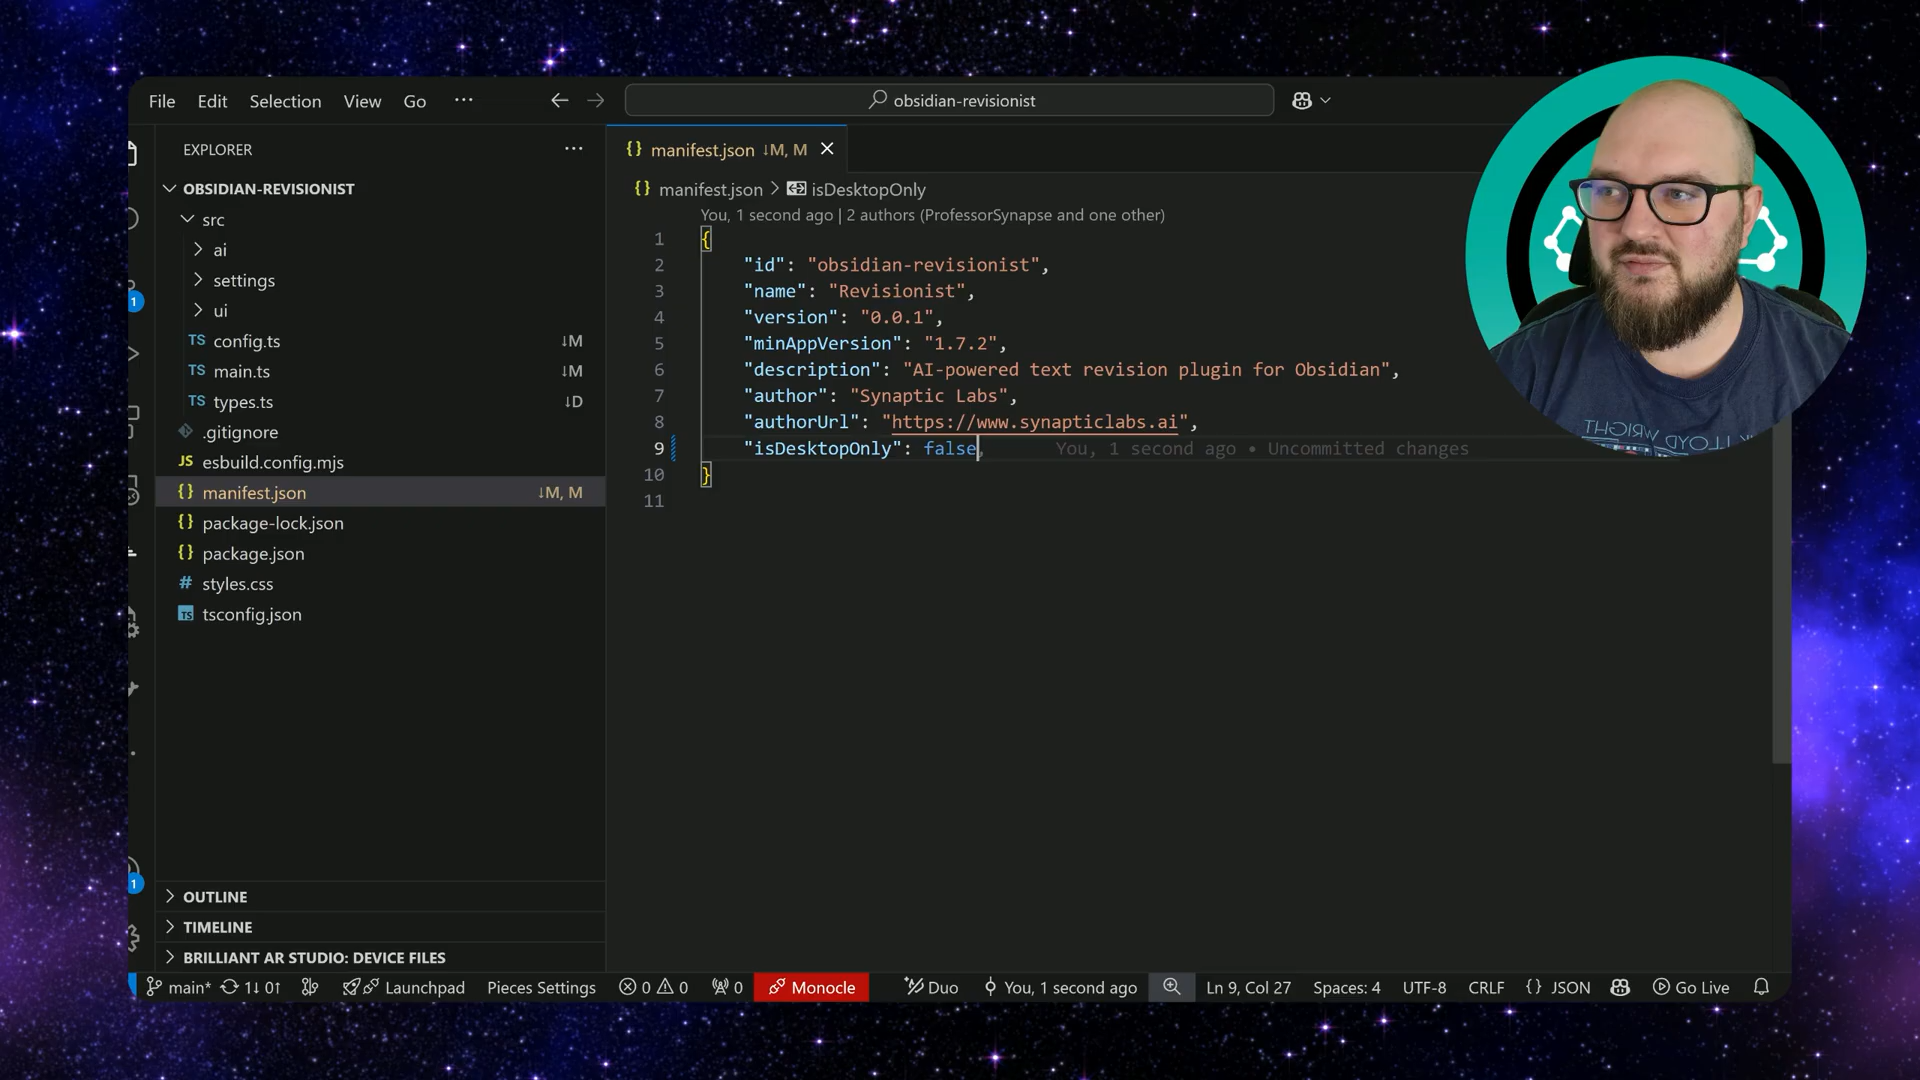 File Edit Selection View Go ···
obsidian-revisionist
EXPLORER
OBSIDIAN-REVISIONIST
src
ai
settings
ui
TS config.ts ↓M
TS main.ts ↓M
TS types.ts ↓D
.gitignore
JS esbuild.config.mjs
{} manifest.json ↓M, M
{} package-lock.json
{} package.json
# styles.css
TS tsconfig.json
OUTLINE
TIMELINE
BRILLIANT AR STUDIO: DEVICE FILES
1
1
{} manifest.json ↓M, M
{} manifest.json > isDesktopOnly
You, 1 second ago | 2 authors (ProfessorSynapse and one other)
1 {
2 "id": "obsidian-revisionist",
3 "name": "Revisionist",
4 "version": "0.0.1",
5 "minAppVersion": "1.7.2",
6 "description": "AI-powered text revision plugin for Obsidian",
7 "author": "Synaptic Labs",
8 "authorUrl": "https://www.synapticlabs.ai",
9 "isDesktopOnly": false, You, 1 second ago • Uncommitted changes
10 }
11
LLOYD WRIGHT
main* 1↓ 0↑ Launchpad Pieces Settings 0 0 0 Monocle Duo You, 1 second ago Ln 9, Col 27 Spaces: 4 UTF-8 CRLF {} JSON Go Live